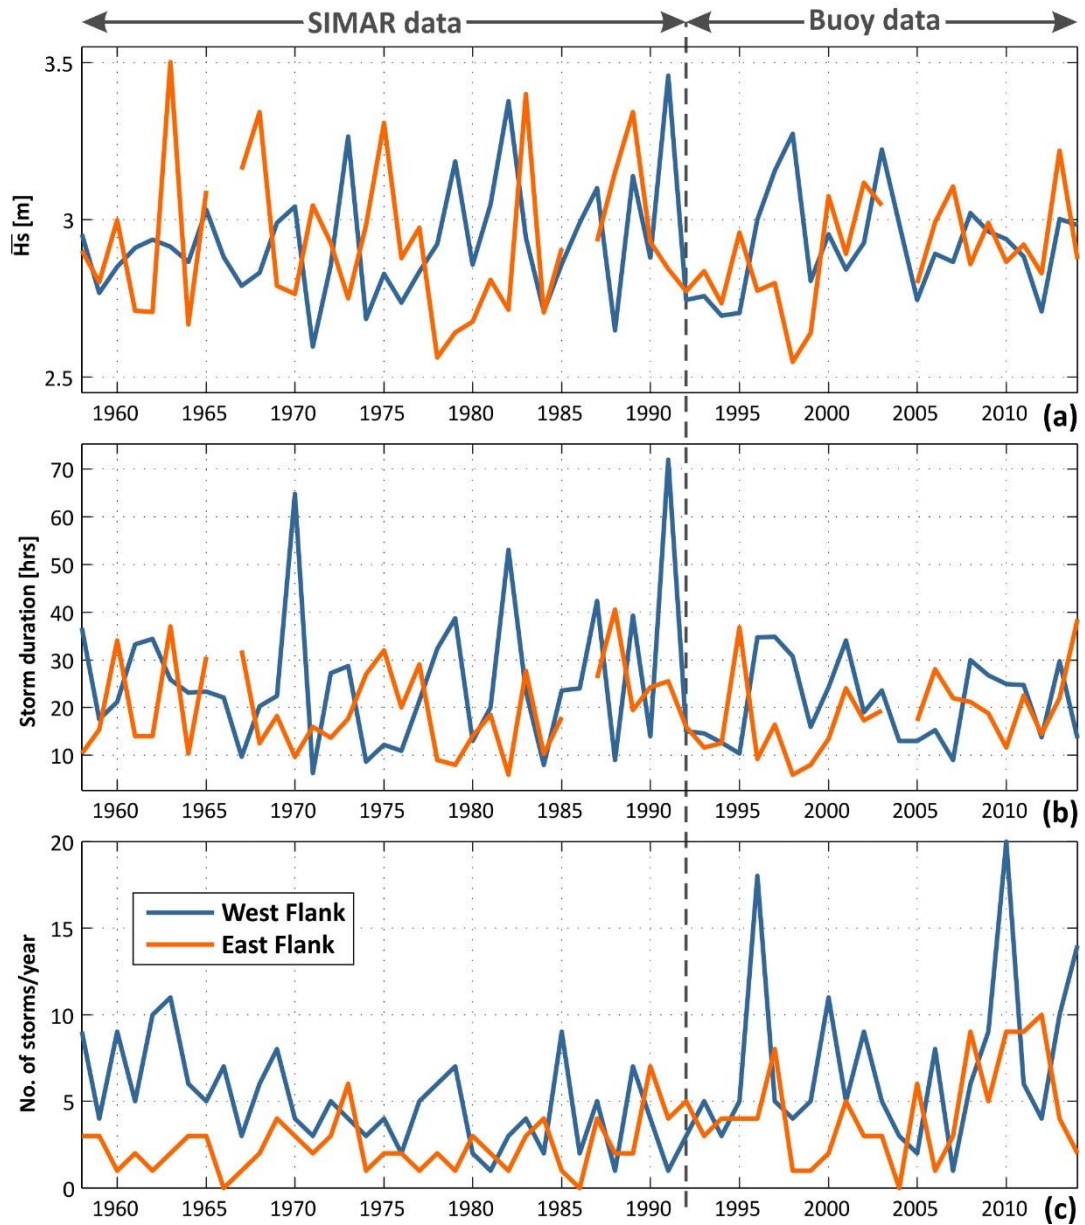 SIMAR data Buoy data
3.5
3
2.5
Hs [m]
1960 1965 1970 1975 1980 1985 1990 1995 2000 2005 2010
(a)
70
60
50
40
30
20
10
Storm duration [hrs]
1960 1965 1970 1975 1980 1985 1990 1995 2000 2005 2010
(b)
20
15
10
5
0
No. of storms/year
West Flank
East Flank
1960 1965 1970 1975 1980 1985 1990 1995 2000 2005 2010
(c)